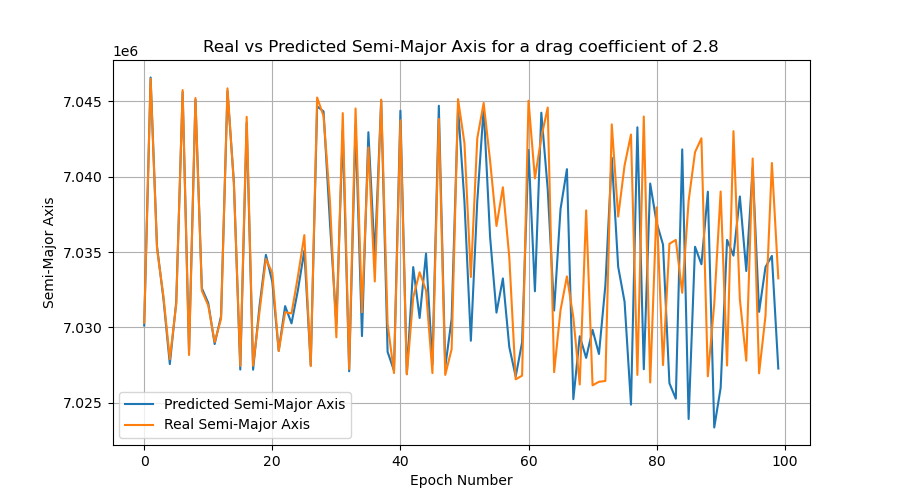 Real vs Predicted Semi-Major Axis for a drag coefficient of 2.8
1e6
7.045
7.040
7.035
7.030
7.025
Semi-Major Axis
Predicted Semi-Major Axis
Real Semi-Major Axis
0 20 40 60 80 100
Epoch Number